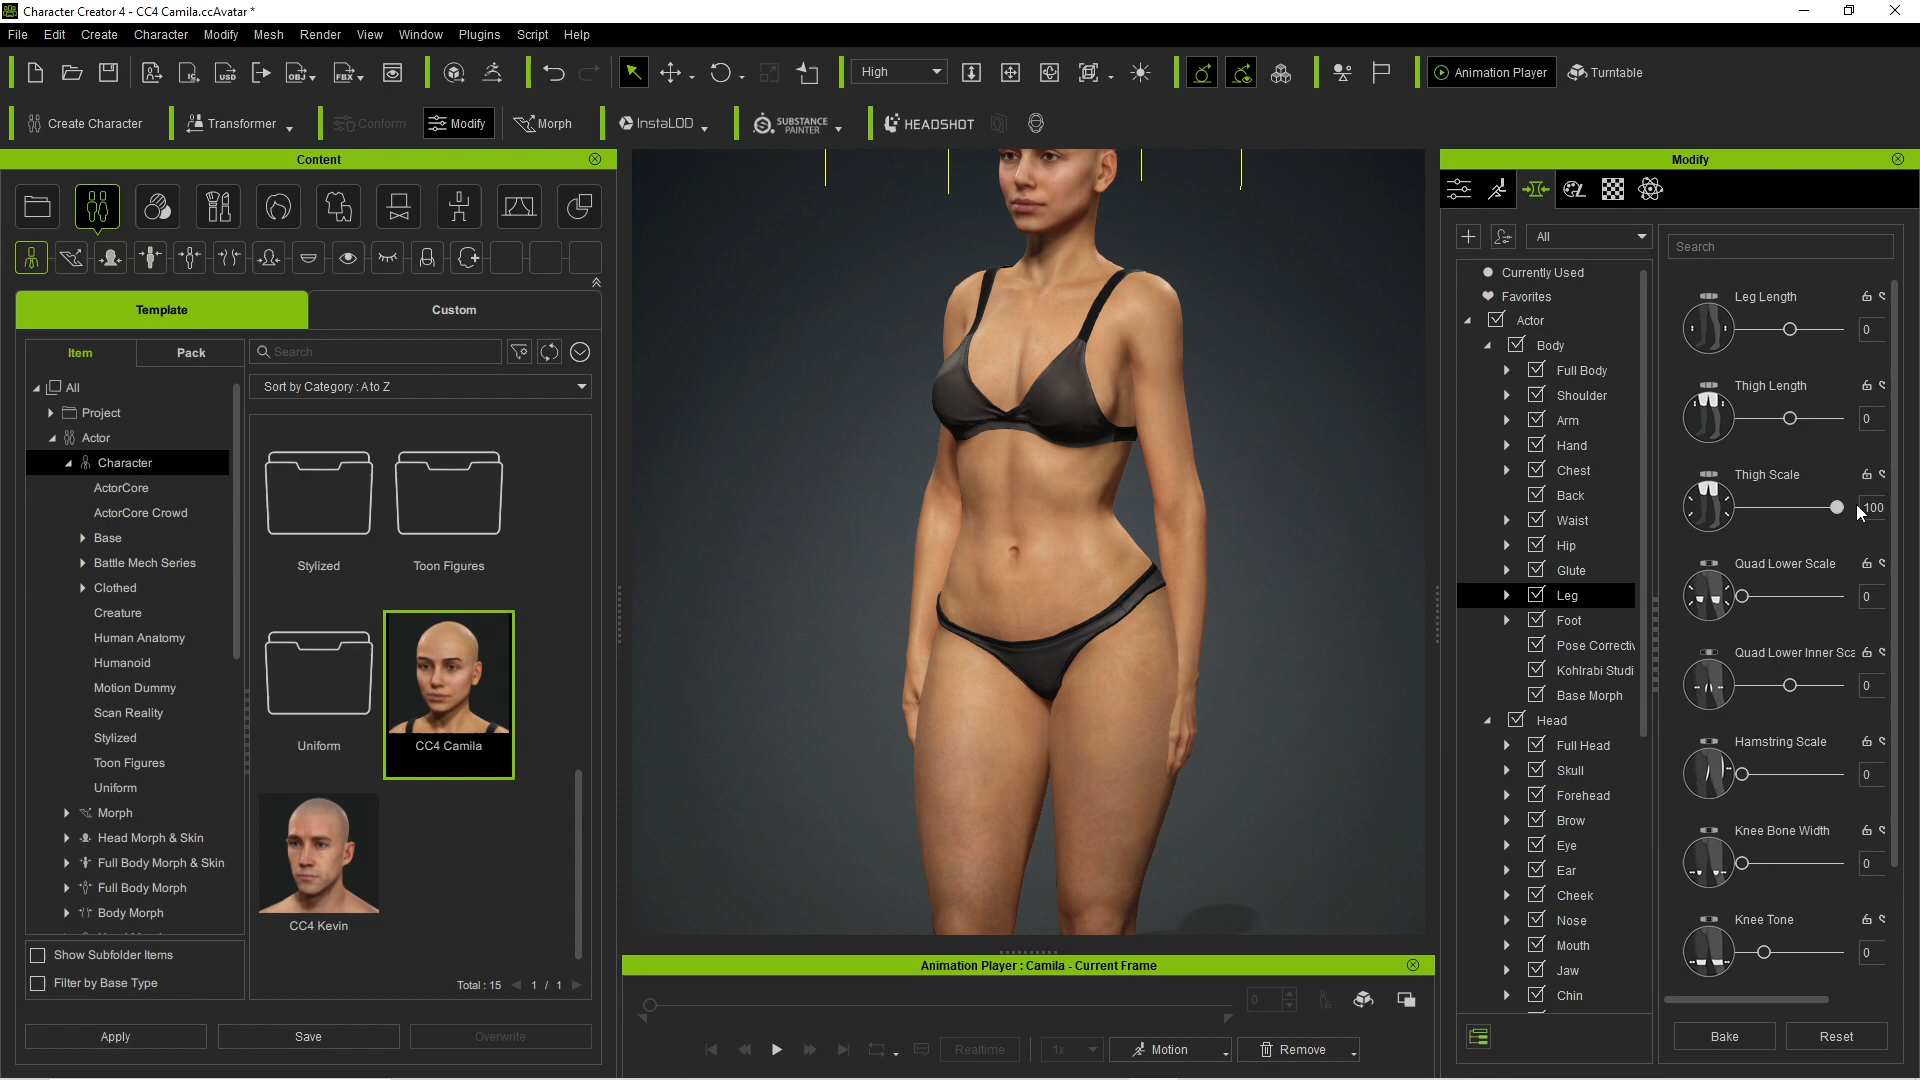 Character Creator 4 - CC4 Camila.ccAvatar *
File Edit Create Character Modify Mesh Render View Window Plugins Script Help
IC USD OBJ FBX High Animation Player Turntable
Create Character Transformer Conform Modify Morph InstaLOD SUBSTANCE PAINTER HEADSHOT
Content
Template Custom
Item Pack Search
Sort by Category : A to Z
All
Project
Actor
Character
ActorCore
ActorCore Crowd
Base
Battle Mech Series
Clothed
Creature
Human Anatomy
Humanoid
Motion Dummy
Scan Reality
Stylized
Toon Figures
Uniform
Morph
Head Morph & Skin
Full Body Morph & Skin
Full Body Morph
Body Morph
Show Subfolder Items
Filter by Base Type
Stylized Toon Figures
Uniform CC4 Camila
CC4 Kevin
Total : 15 1 / 1
Apply Save Overwrite
Animation Player : Camila - Current Frame
0
Realtime 1x Motion Remove
Modify
All
Currently Used
Favorites
Actor
Body
Full Body
Shoulder
Arm
Hand
Chest
Back
Waist
Hip
Glute
Leg
Foot
Pose Correctiv
Kohlrabi Studi
Base Morph
Head
Full Head
Skull
Forehead
Brow
Eye
Ear
Cheek
Nose
Mouth
Jaw
Chin
Search
Leg Length
0
Thigh Length
0
Thigh Scale
100
Quad Lower Scale
0
Quad Lower Inner Sca
0
Hamstring Scale
0
Knee Bone Width
0
Knee Tone
0
Bake Reset